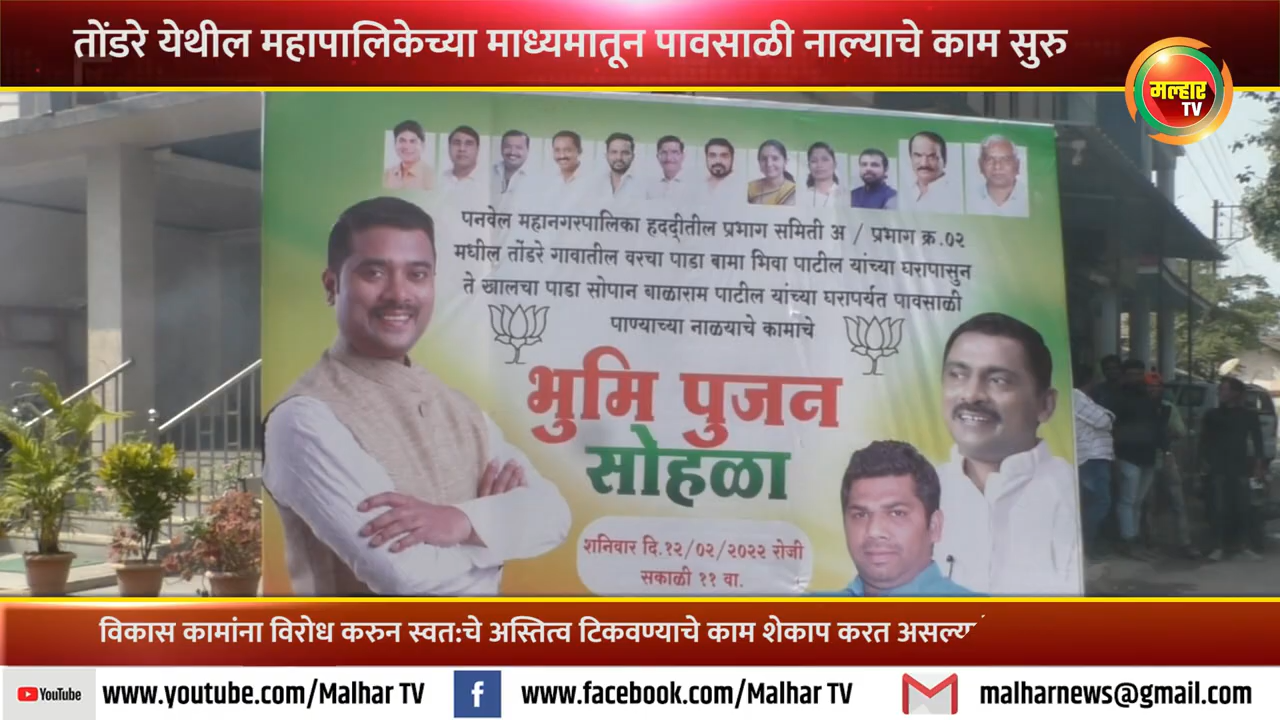 तोंडरे येथील महापालिकेच्या माध्यमातून पावसाळी नाल्याचे काम सुरु
मल्हार
TV
पनवेल महानगरपालिका हददीतील प्रभाग समिती अ / प्रभाग क्र.०२
मधील तोंडरे गावातील वरचा पाडा बामा भिवा पाटील यांच्या घरापासुन
ते खालचा पाडा सोपान बाळाराम पाटील यांच्या घरापर्यत पावसाळी
पाण्याच्या नाळयाचे कामाचे
भुमि पुजन
सोहळा
शनिवार दि.१२/०२/२०२२ रोजी
सकाळी ११ वा.
विकास कामांना विरोध करुन स्वत:चे अस्तित्व टिकवण्याचे काम शेकाप करत
YouTube www.youtube.com/Malhar TV f www.facebook.com/Malhar TV malharnews@gmail.com